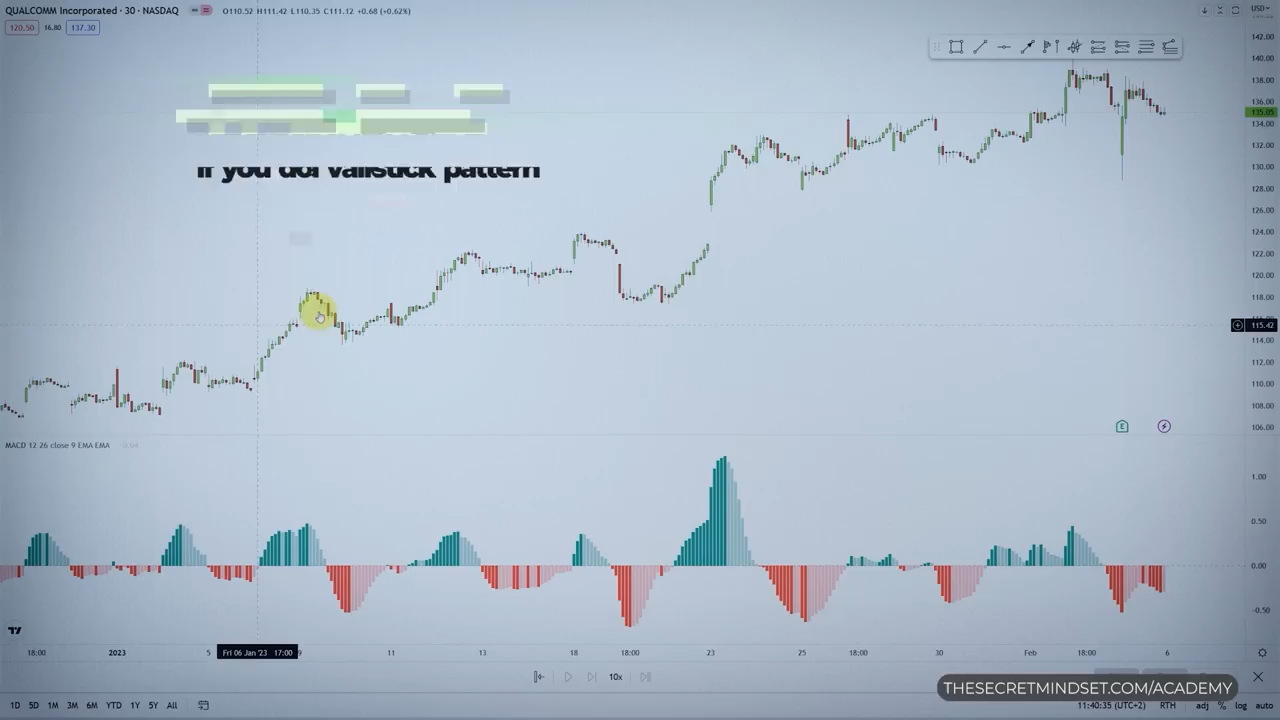 QUALCOMM Incorporated · 30 · NASDAQ
O110.52 H111.42 L110.35 C111.12 +0.68 (+0.62%)
USD
120.50 16.80 137.30
142.00
140.00
138.00
136.00
135.05
134.00
132.00
130.00
128.00
126.00
124.00
122.00
120.00
118.00
115.42
114.00
112.00
110.00
108.00
106.00
If you
pattern
E
MACD 12 26 close 9 EMA EMA
1.00
0.50
0.00
-0.50
18:00 2023 5 Fri 06 Jan '23 17:00 9 11 13 18 18:00 23 25 18:00 30 Feb 18:00 6
10x
THESECRETMINDSET.COM/ACADEMY
1D 5D 1M 3M 6M YTD 1Y 5Y All
11:40:35 (UTC+2) RTH adj % log auto